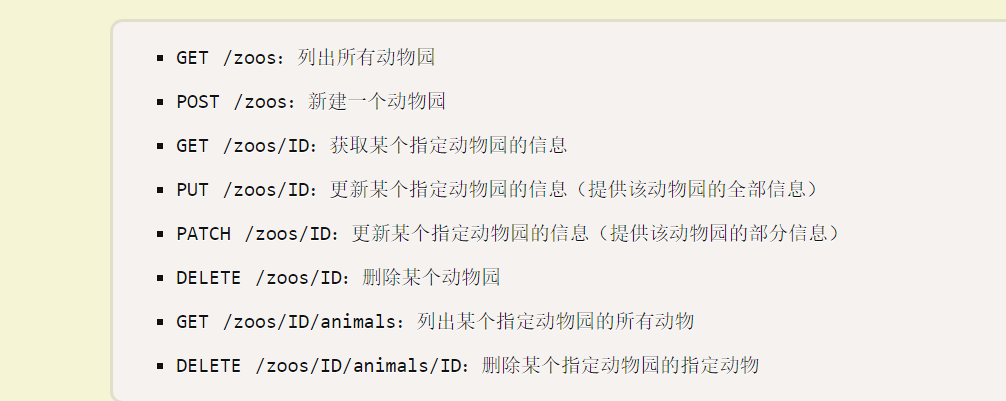 GET /zoos：列出所有动物园
POST /zoos：新建一个动物园
GET /zoos/ID：获取某个指定动物园的信息
PUT /zoos/ID：更新某个指定动物园的信息（提供该动物园的全部信息）
PATCH /zoos/ID：更新某个指定动物园的信息（提供该动物园的部分信息）
DELETE /zoos/ID：删除某个动物园
GET /zoos/ID/animals：列出某个指定动物园的所有动物
DELETE /zoos/ID/animals/ID：删除某个指定动物园的指定动物